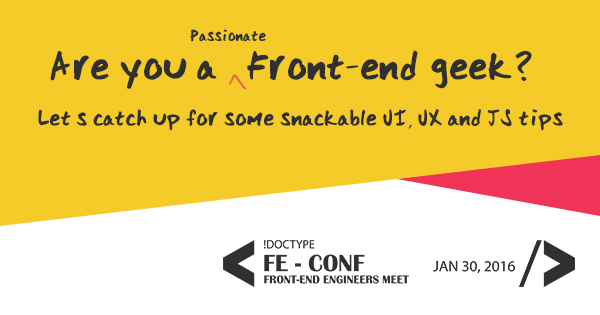 Passionate
Are you a ^ Front-end geek?
Let s catch up for some snackable UI, UX and JS tips
!DOCTYPE
< FE - CONF JAN 30, 2016 />
FRONT-END ENGINEERS MEET